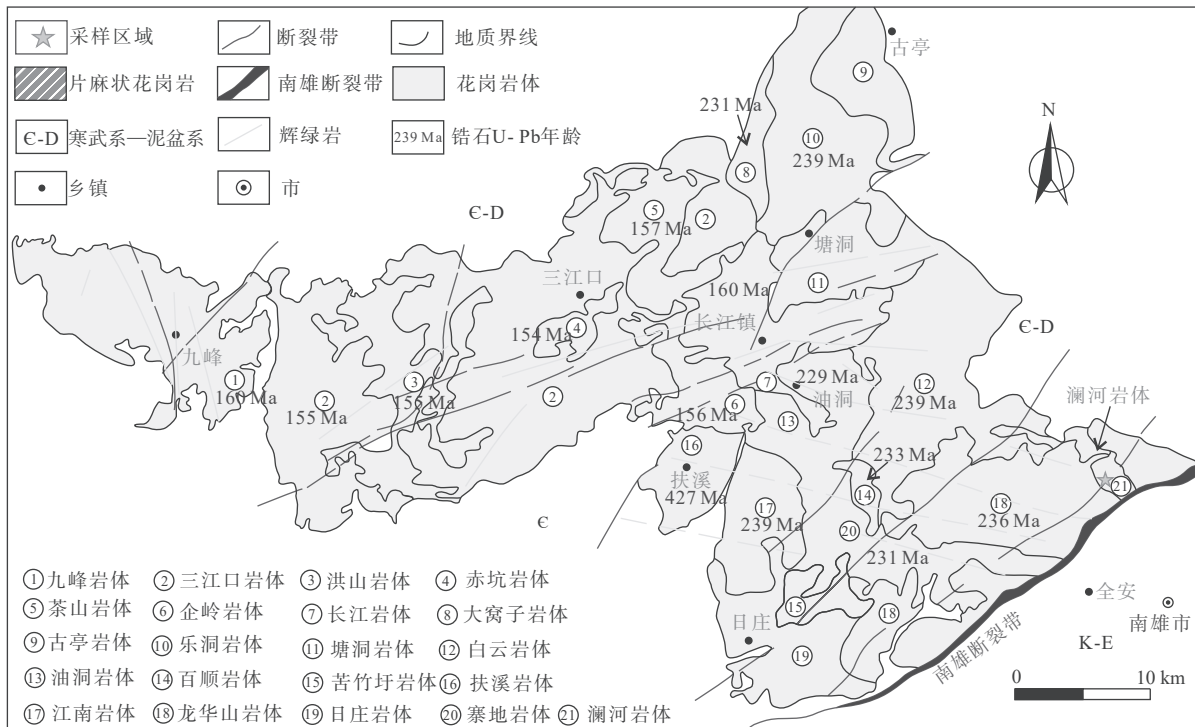 采样区域 断裂带 地质界线
片麻状花岗岩 南雄断裂带 花岗岩体
Є-D 寒武系—泥盆系 辉绿岩 239 Ma 锆石U-Pb年龄
乡镇 市
古亭
⑨
231 Ma
⑩
239 Ma
⑧
N
Є-D
⑤
157 Ma
②
塘洞
三江口
160 Ma
⑪
154 Ma
④
长江镇
Є-D
九峰
①
160 Ma
②
155 Ma
③
155 Ma
②
⑦
229 Ma
油洞
⑫
239 Ma
澜河岩体
156 Ma
⑥
⑬
⑯
扶溪
427 Ma
233 Ma
⑭
㉑
⑰
239 Ma
⑱
236 Ma
⑳
Є
231 Ma
⑮
⑱
全安
南雄市
日庄
⑲
南雄断裂带
K-E
0 10 km
①九峰岩体 ②三江口岩体 ③洪山岩体 ④赤坑岩体
⑤茶山岩体 ⑥企岭岩体 ⑦长江岩体 ⑧大窝子岩体
⑨古亭岩体 ⑩乐洞岩体 ⑪塘洞岩体 ⑫白云岩体
⑬油洞岩体 ⑭百顺岩体 ⑮苦竹圩岩体 ⑯扶溪岩体
⑰江南岩体 ⑱龙华山岩体 ⑲日庄岩体 ⑳寨地岩体 ㉑澜河岩体